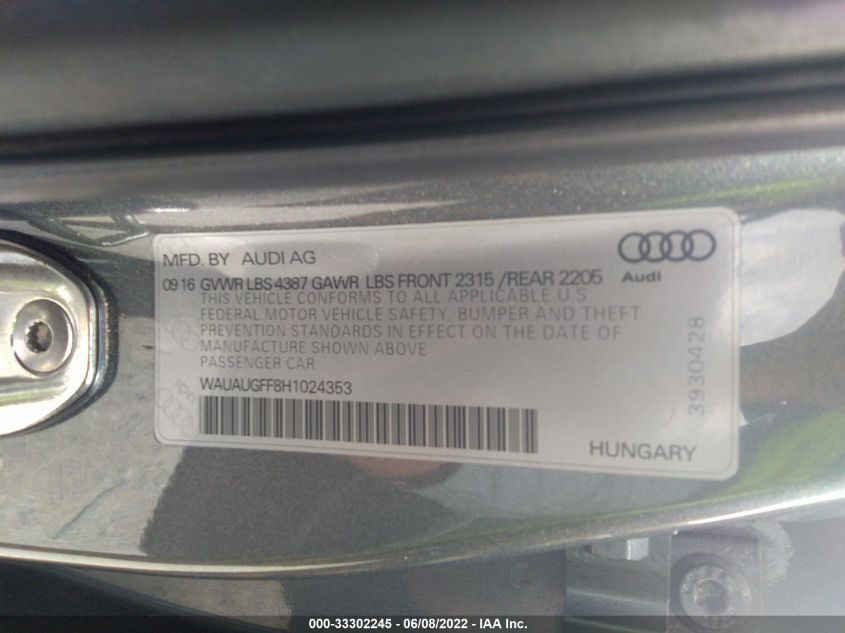 MFD. BY AUDI AG
Audi
09 16 GVWR LBS 4387 GAWR LBS FRONT 2315 / REAR 2205
THIS VEHICLE CONFORMS TO ALL APPLICABLE U S
FEDERAL MOTOR VEHICLE SAFETY, BUMPER AND THEFT
PREVENTION STANDARDS IN EFFECT ON THE DATE OF
MANUFACTURE SHOWN ABOVE
PASSENGER CAR
WAUAUGFF8H1024353
HUNGARY
3930428
000-33302245 - 06/08/2022 - IAA Inc.